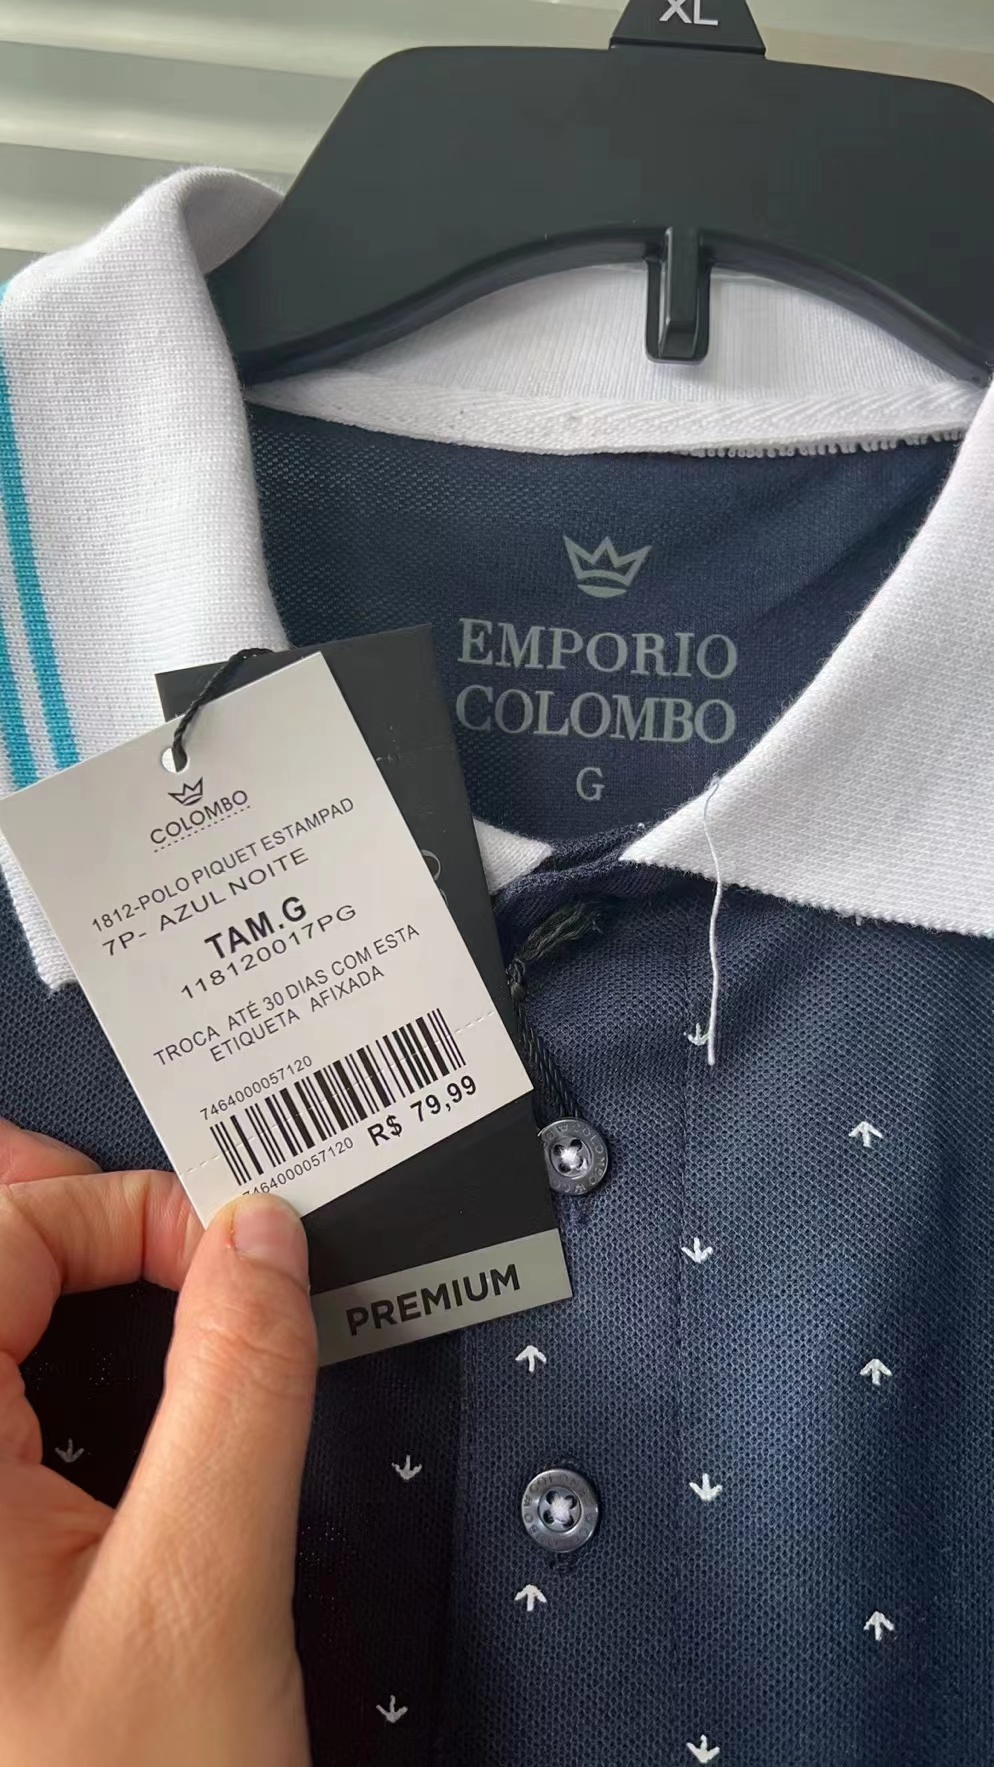 XL
EMPORIO
COLOMBO
G
COLOMBO
1812-POLO PIQUET ESTAMPAD
7P- AZUL NOITE
TAM.G
118120017PG
TROCA ATÉ 30 DIAS COM ESTA
ETIQUETA AFIXADA
7464000057120
7464000057120
R$ 79,99
PREMIUM